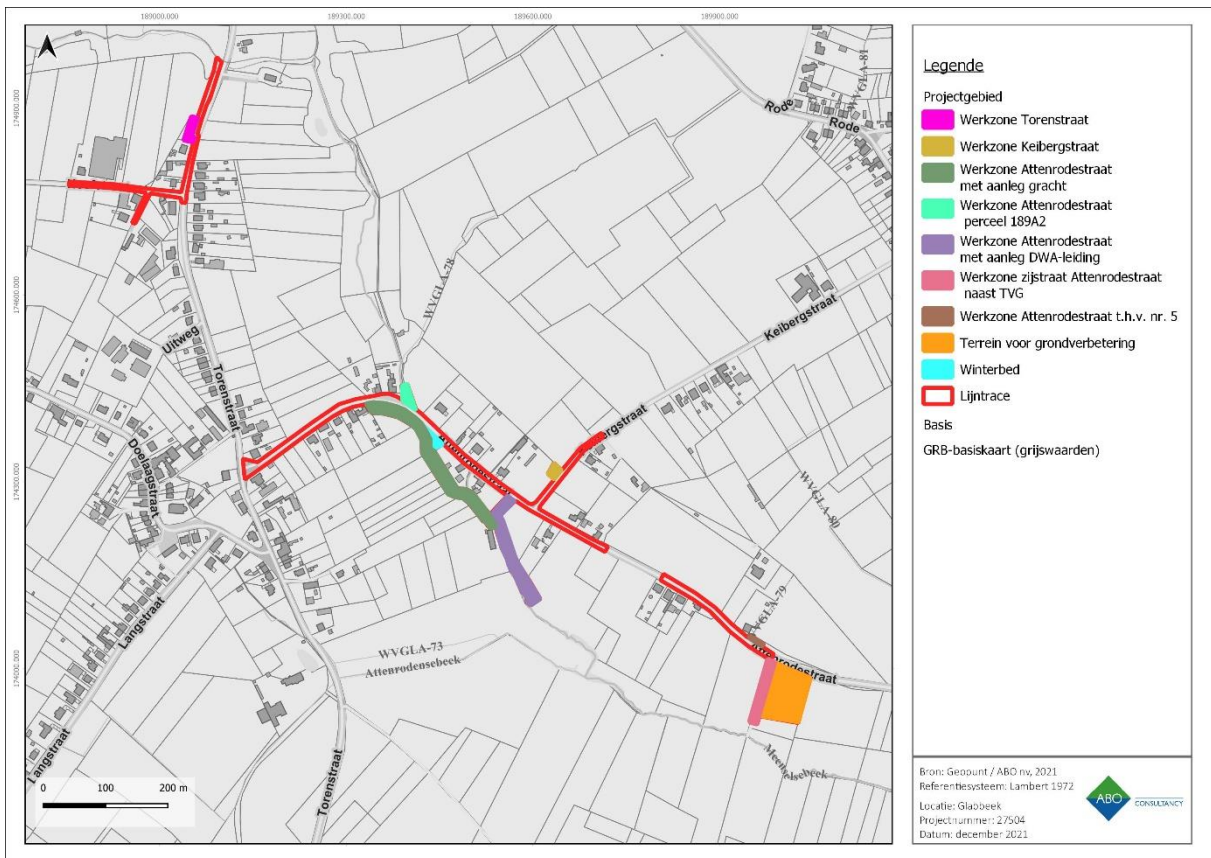 189000,000
189300,000
189600,000
189900,000
174900,000
174600,000
174300,000
174000,000
Rode
Rode
WVGLA-81
WVGLA-78
Keibergstraat
Uitweg
Torenstraat
Doelaagstraat
Attenrodestraat
Keibergstraat
WVGLA-80
Langstraat
WVGLA-79
WVGLA-73
Attenrodensebeek
Attenrodestraat
Langstraat
Torenstraat
Meenselsebeek
0 100 200 m
Legende
Projectgebied
Werkzone Torenstraat
Werkzone Keibergstraat
Werkzone Attenrodestraat
met aanleg gracht
Werkzone Attenrodestraat
perceel 189A2
Werkzone Attenrodestraat
met aanleg DWA-leiding
Werkzone zijstraat Attenrodestraat
naast TVG
Werkzone Attenrodestraat t.h.v. nr. 5
Terrein voor grondverbetering
Winterbed
Lijntrace
Basis
GRB-basiskaart (grijswaarden)
Bron: Geopunt / ABO nv, 2021
Referentiesysteem: Lambert 1972
Locatie: Glabbeek
Projectnummer: 27504
Datum: december 2021
ABO
CONSULTANCY